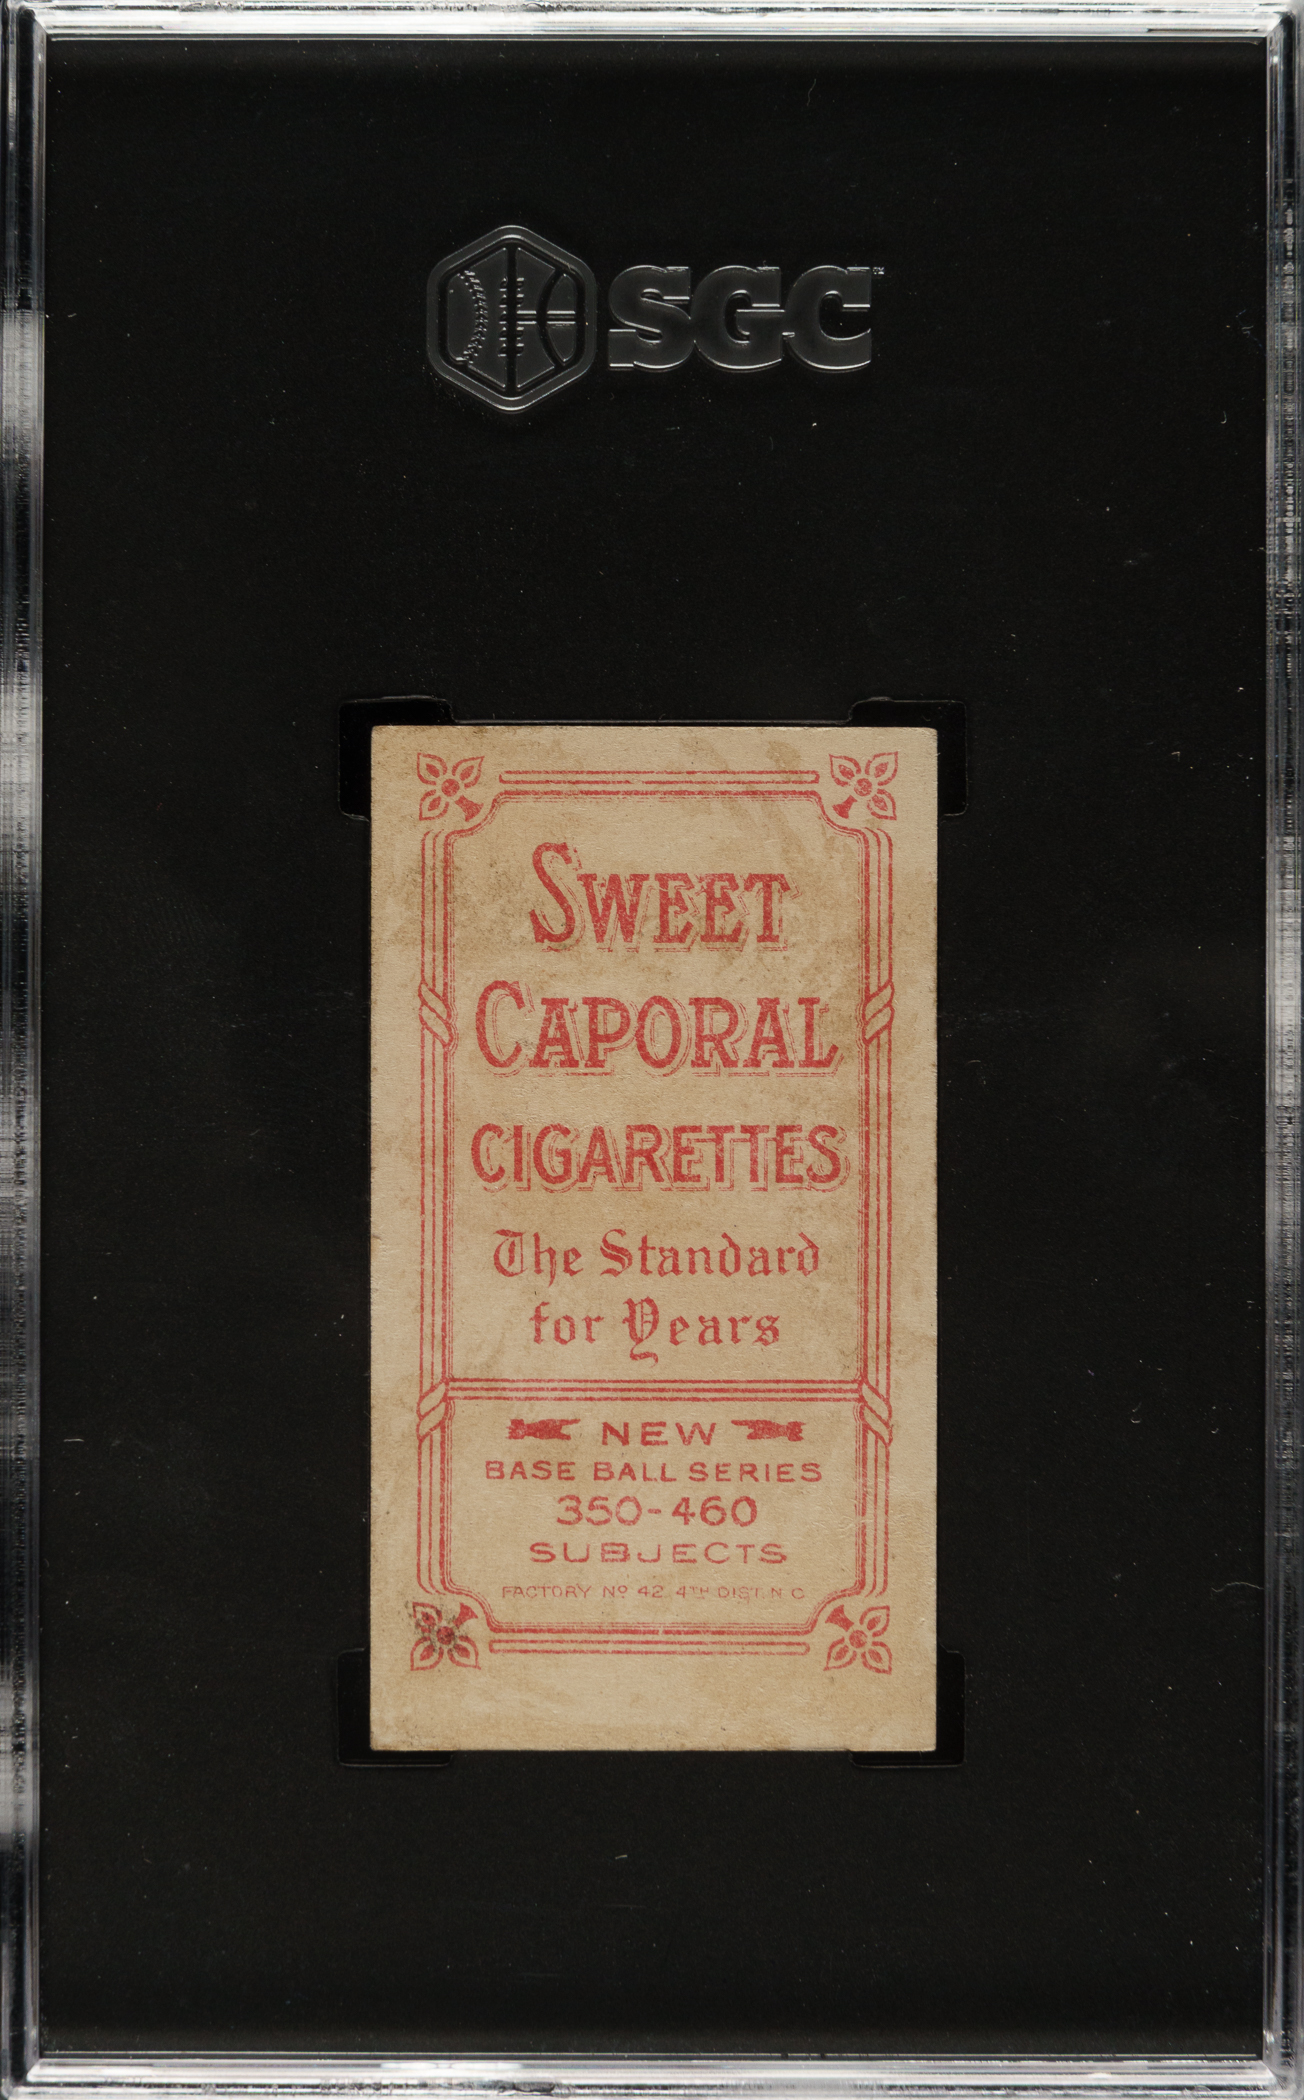 SGC™
SWEET
CAPORAL
CIGARETTES
The Standard
for Years
NEW
BASE BALL SERIES
350-460
SUBJECTS
FACTORY Nº 42. 4TH DIST. N.C.